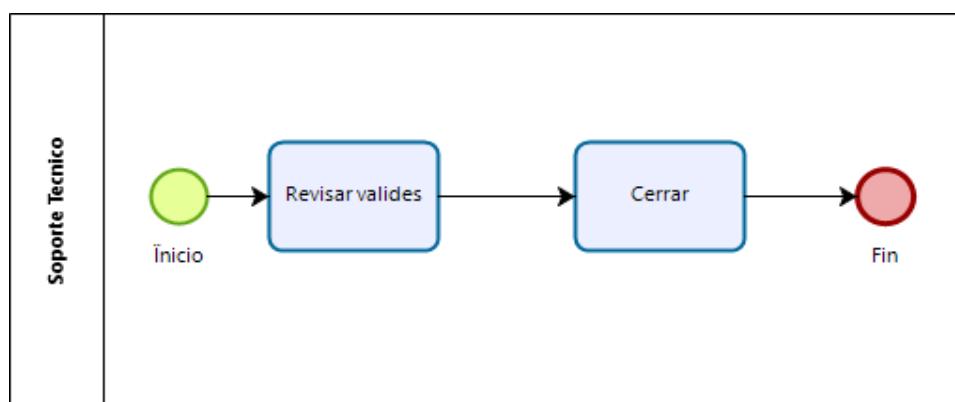 Soporte Tecnico
Revisar valides
Cerrar
Ïnicio
Fin